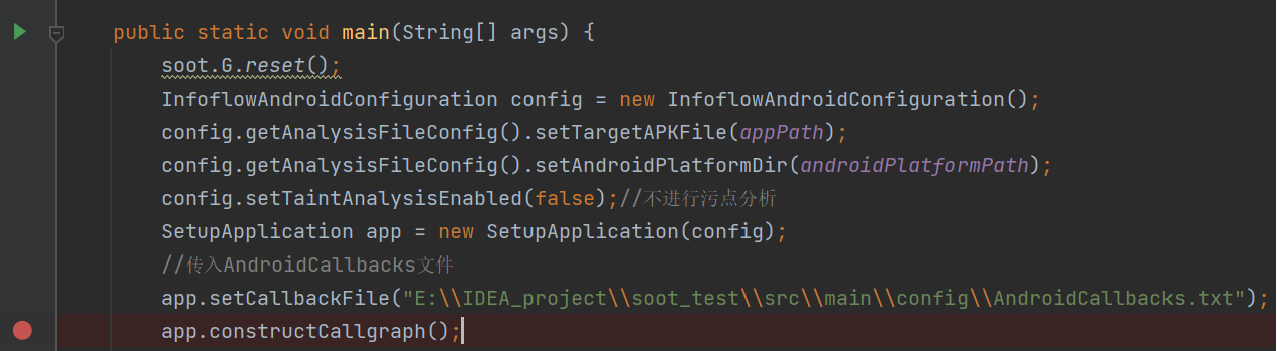 public static void main(String[] args) {
soot.G.reset();
InfoflowAndroidConfiguration config = new InfoflowAndroidConfiguration();
config.getAnalysisFileConfig().setTargetAPKFile(appPath);
config.getAnalysisFileConfig().setAndroidPlatformDir(androidPlatformPath);
config.setTaintAnalysisEnabled(false);//不进行污点分析
SetupApplication app = new SetupApplication(config);
//传入AndroidCallbacks文件
app.setCallbackFile("E:\\IDEA_project\\soot_test\\src\\main\\config\\AndroidCallbacks.txt");
app.constructCallgraph();